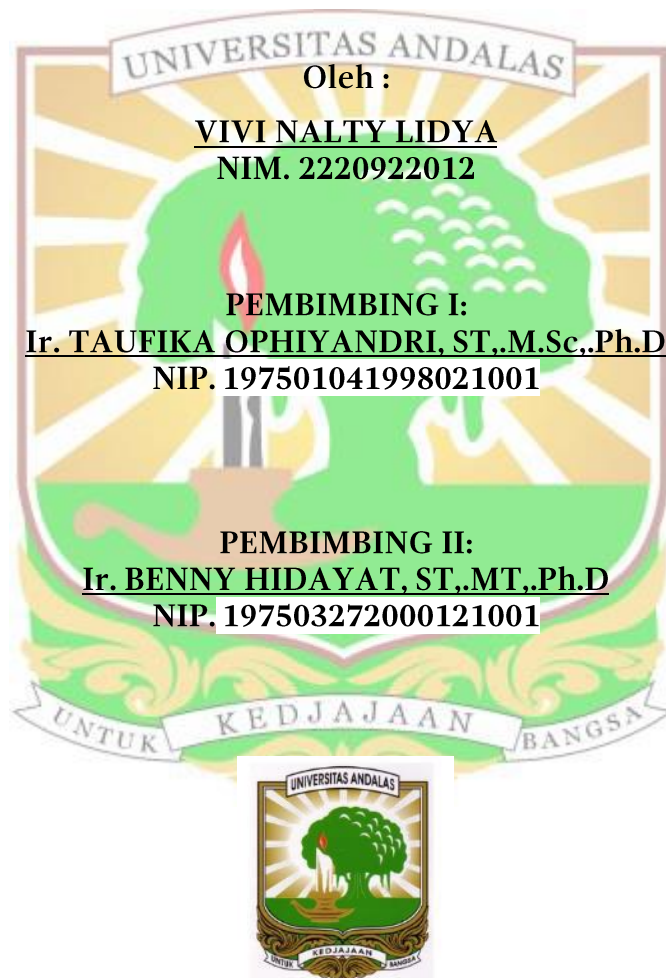 UNIVERSITAS ANDALAS
Oleh :
VIVI NALTY LIDYA
NIM. 2220922012
PEMBIMBING I:
Ir. TAUFIKA OPHIYANDRI, ST,.M.Sc,.Ph.D
NIP. 197501041998021001
PEMBIMBING II:
Ir. BENNY HIDAYAT, ST,.MT,.Ph.D
NIP. 197503272000121001
UNTUK KEDJAJAAN BANGSA
UNIVERSITAS ANDALAS
UNTUK KEDJAJAAN BANGSA